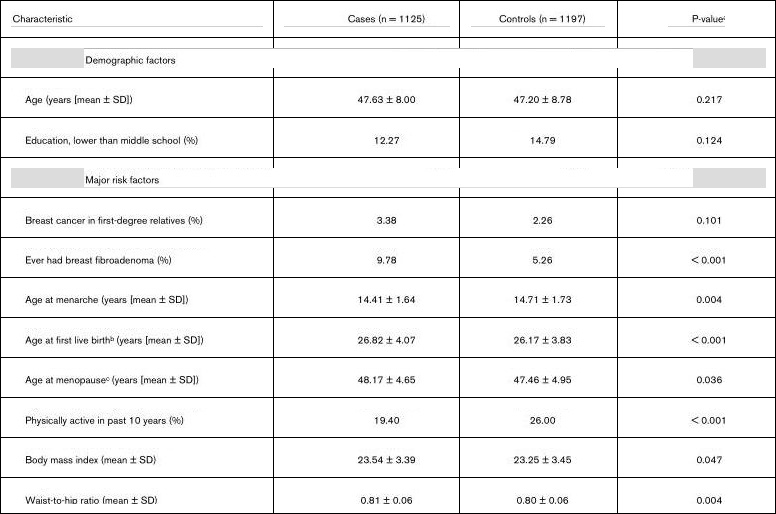 Characteristic Cases (n = 1125) Controls (n = 1197) P-valueᶜ
Demographic factors
Age (years [mean ± SD]) 47.63 ± 8.00 47.20 ± 8.78 0.217
Education, lower than middle school (%) 12.27 14.79 0.124
Major risk factors
Breast cancer in first-degree relatives (%) 3.38 2.26 0.101
Ever had breast fibroadenoma (%) 9.78 5.26 < 0.001
Age at menarche (years [mean ± SD]) 14.41 ± 1.64 14.71 ± 1.73 0.004
Age at first live birthᵇ (years [mean ± SD]) 26.82 ± 4.07 26.17 ± 3.83 < 0.001
Age at menopauseᶜ (years [mean ± SD]) 48.17 ± 4.65 47.46 ± 4.95 0.036
Physically active in past 10 years (%) 19.40 26.00 < 0.001
Body mass index (mean ± SD) 23.54 ± 3.39 23.25 ± 3.45 0.047
Waist-to-hip ratio (mean ± SD) 0.81 ± 0.06 0.80 ± 0.06 0.004